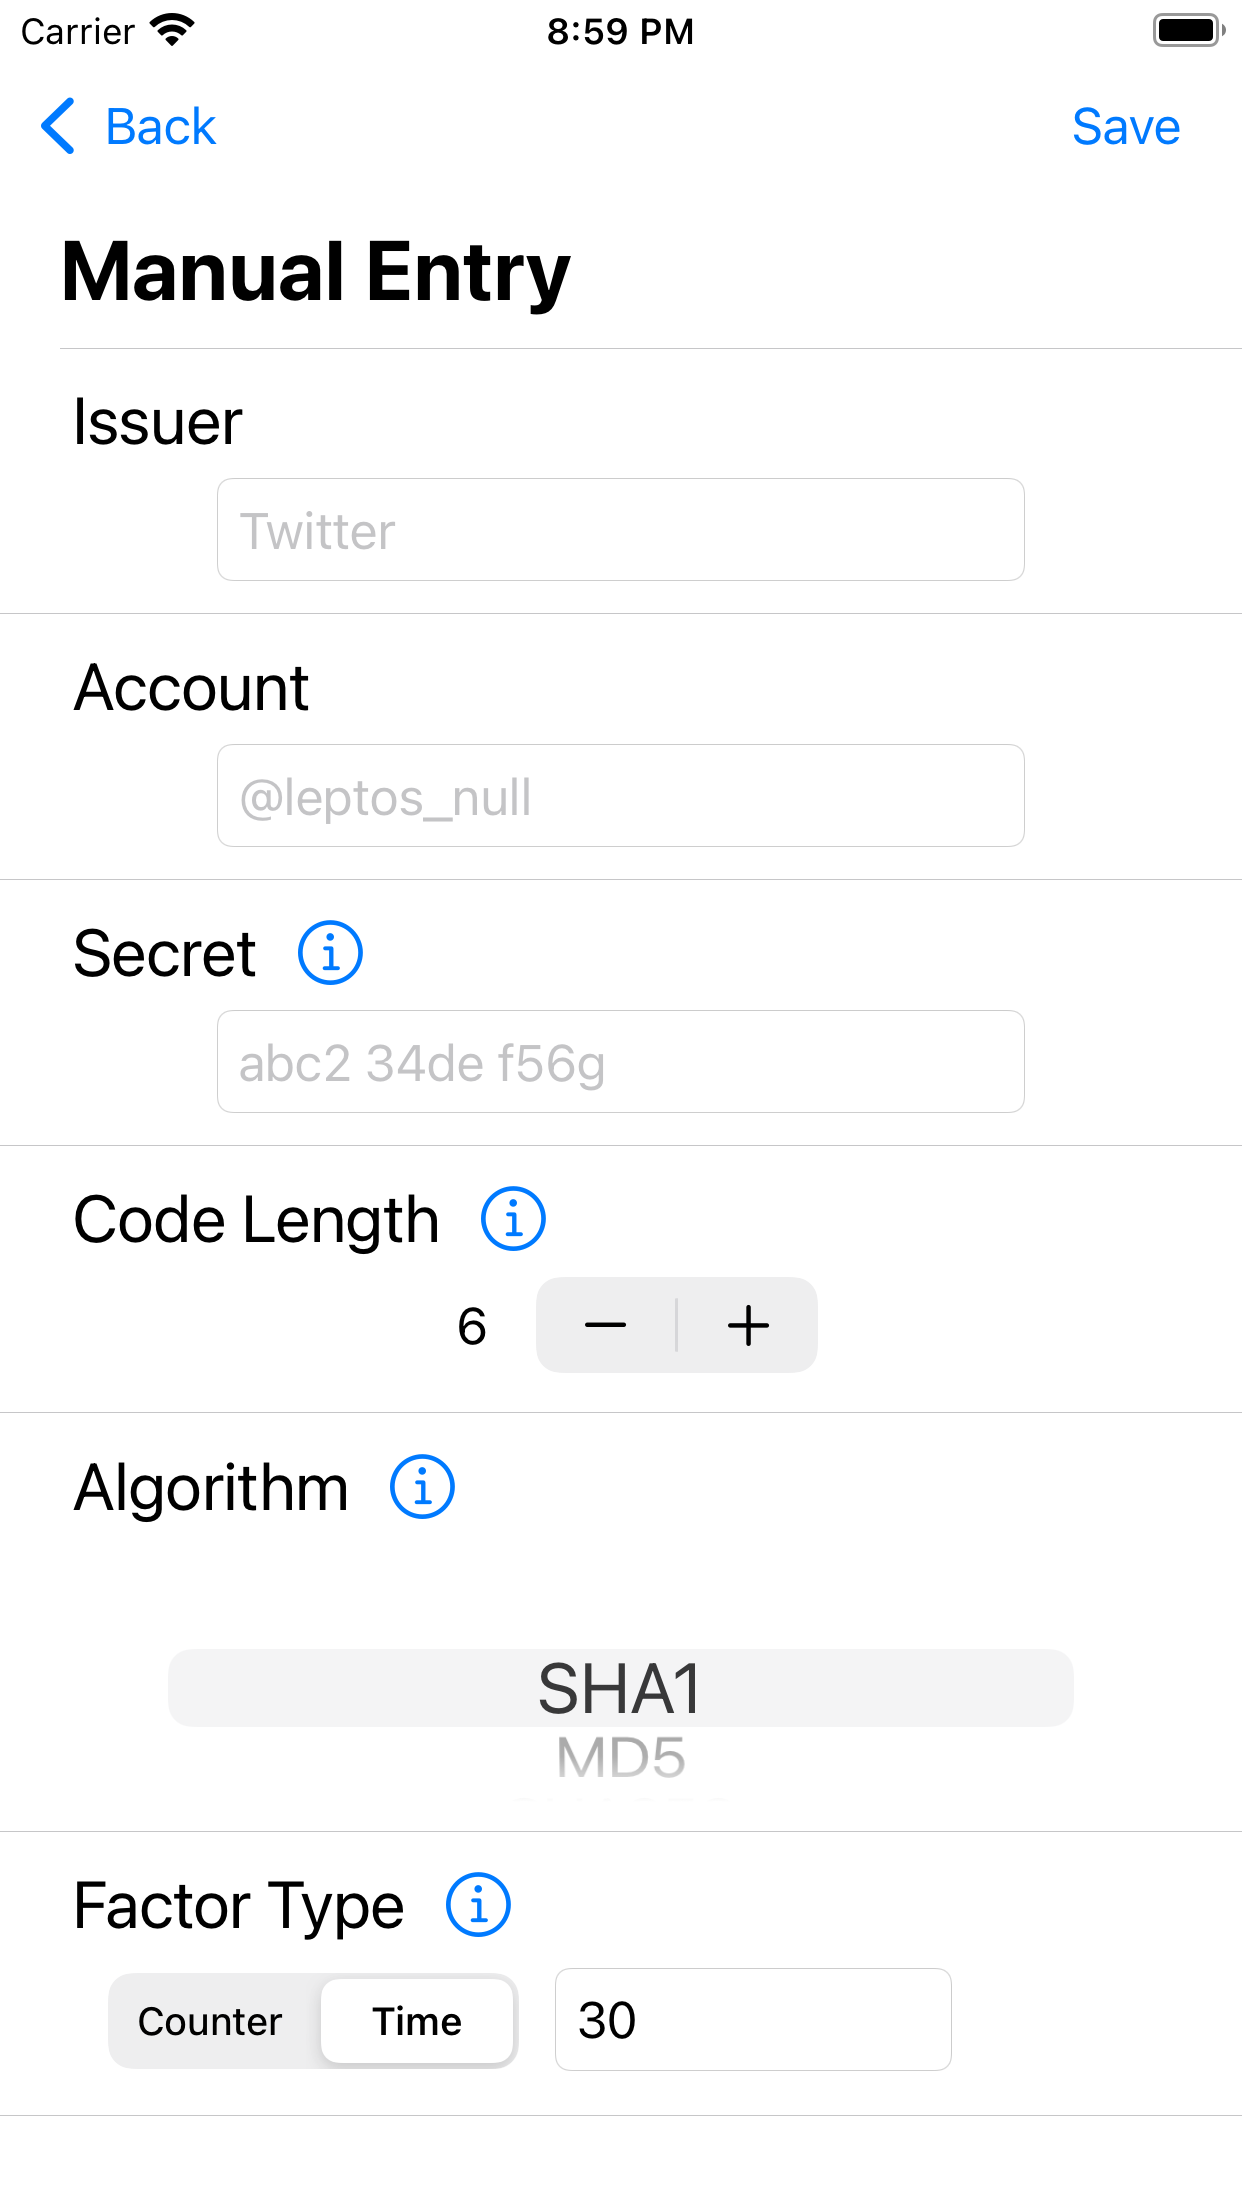 Carrier 8:59 PM
Back Save
Manual Entry
Issuer
Twitter
Account
@leptos_null
Secret
abc2 34de f56g
Code Length
6
Algorithm
SHA1
MD5
Factor Type
Counter Time 30